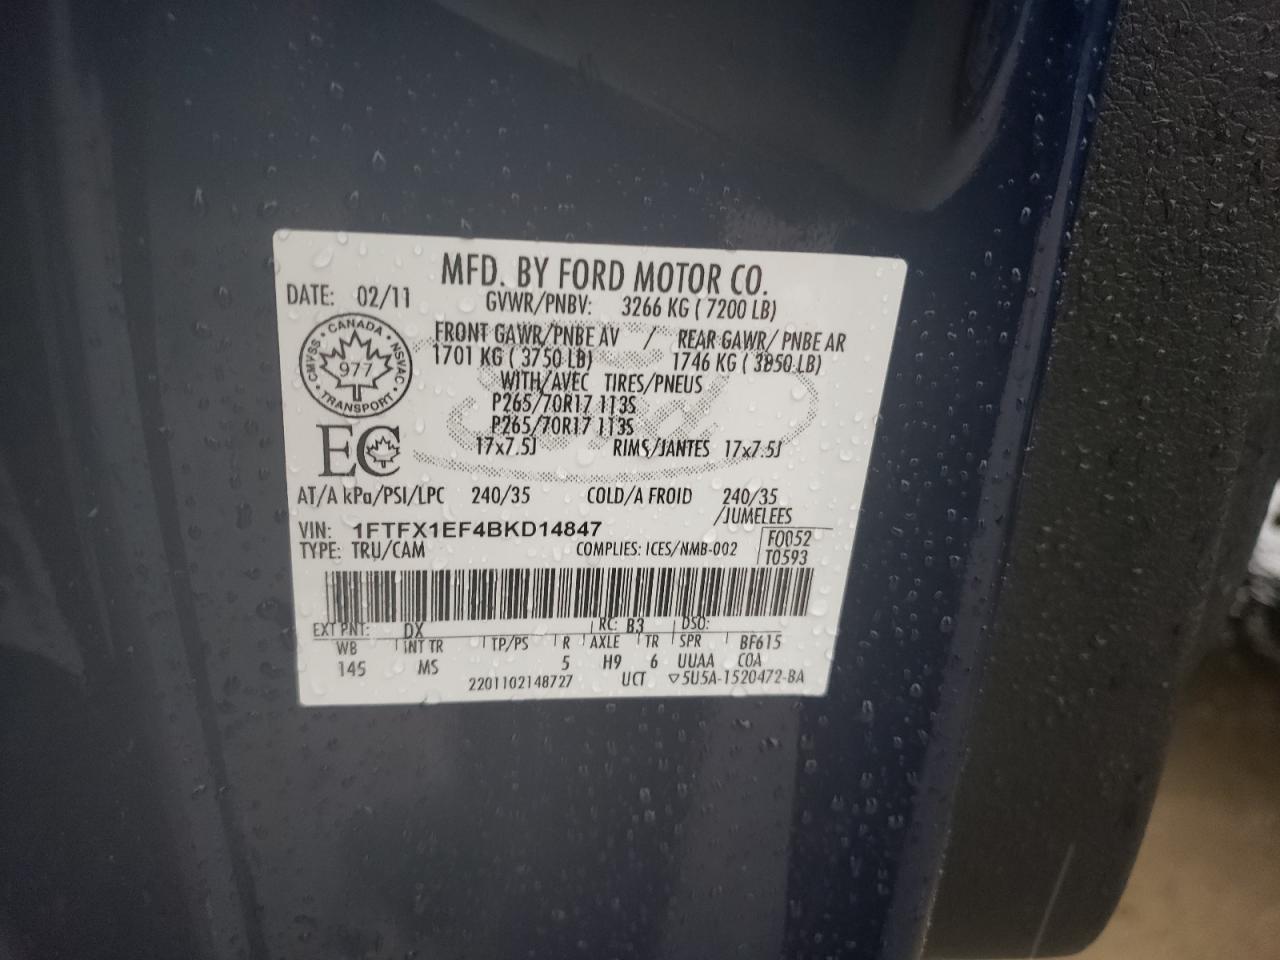 MFD. BY FORD MOTOR CO.
DATE: 02/11
GVWR/PNBV: 3266 KG ( 7200 LB)
FRONT GAWR/PNBE AV / REAR GAWR/ PNBE AR
1701 KG ( 3750 LB) 1746 KG ( 3850 LB)
WITH/AVEC TIRES/PNEUS
P265/70R17 113S
P265/70R17 113S
17x7.5J RIMS/JANTES 17x7.5J
CANADA
CMVSS NSVAC
977
TRANSPORT
EC
AT/A kPa/PSI/LPC 240/35 COLD/A FROID 240/35
/JUMELEES
VIN: 1FTFX1EF4BKD14847
TYPE: TRU/CAM COMPLIES: ICES/NMB-002
F0052
T0593
EXT PNT: DX RC: B3 DSO:
WB INT TR TP/PS R AXLE TR SPR BF615
145 MS 5 H9 6 UUAA COA
2201102148727 UCT ▽5U5A-1520472-BA